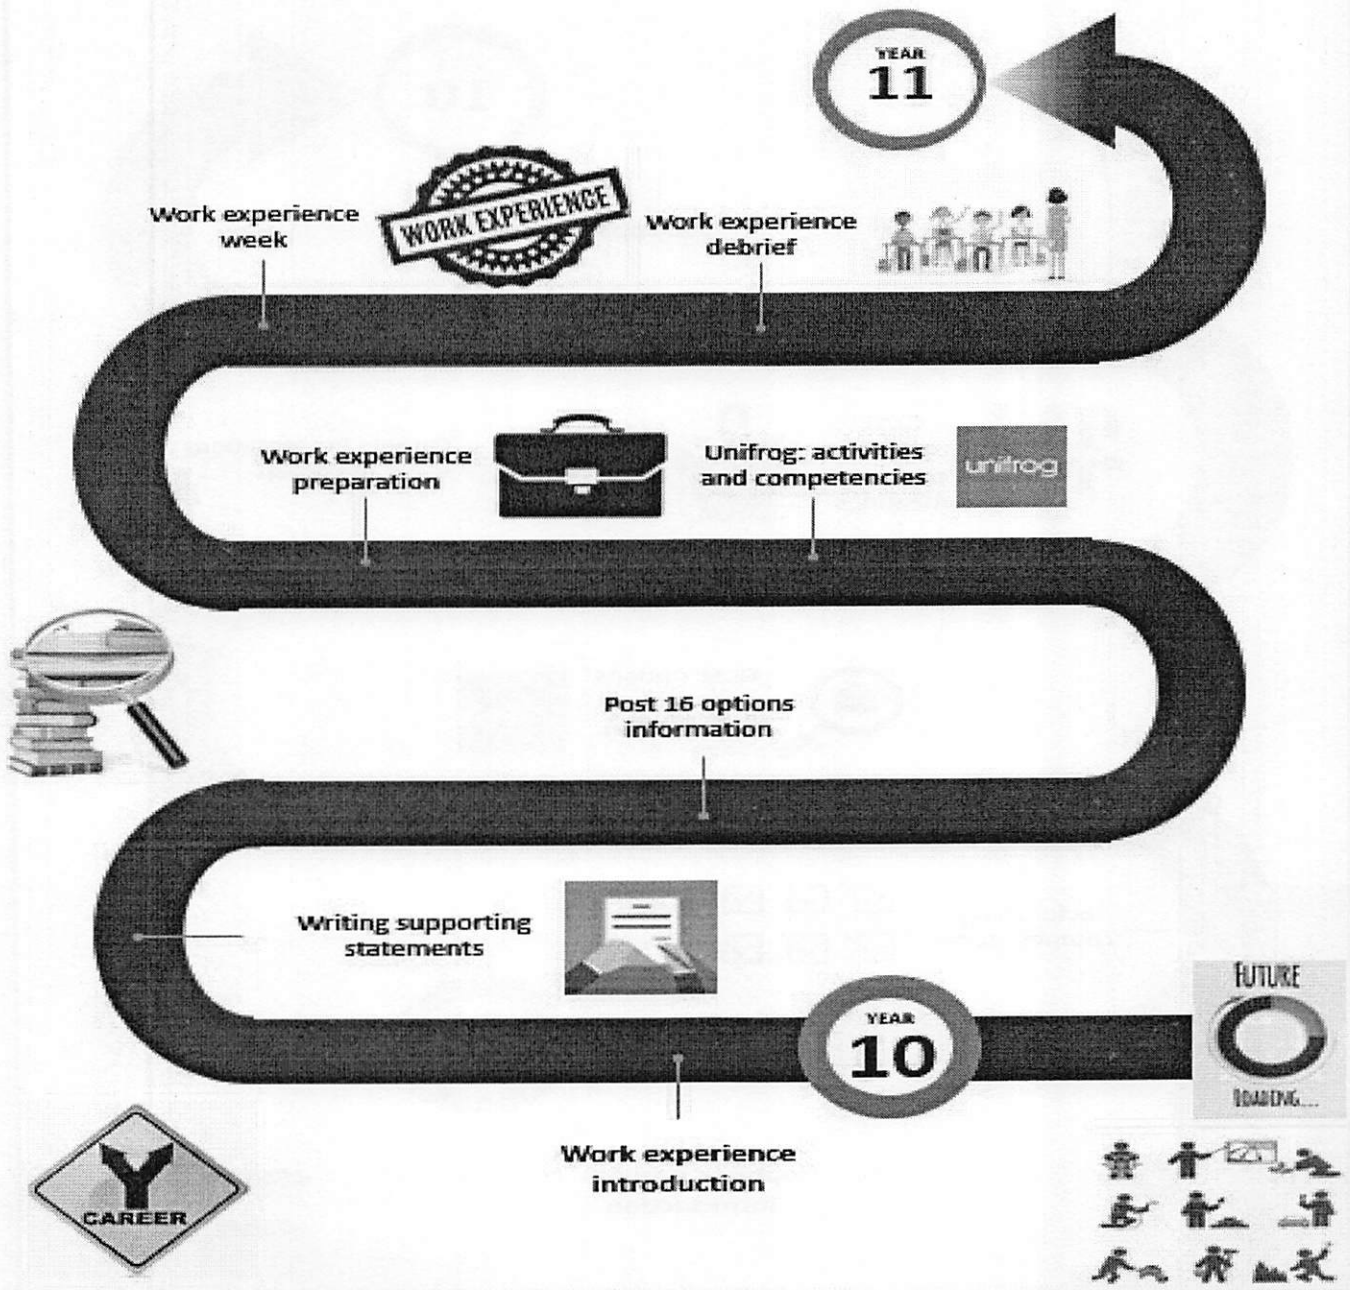 YEAR
11
Work experience
week
WORK EXPERIENCE
Work experience
debrief
Work experience
preparation
Unifrog: activities
and competencies
unifrog
Post 16 options
information
Writing supporting
statements
YEAR
10
FUTURE
LOADING...
Work experience
introduction
CAREER